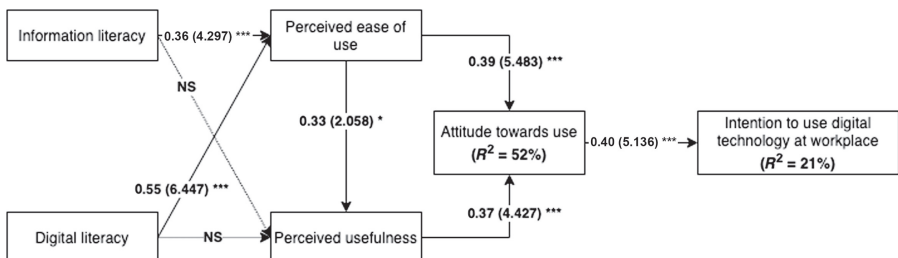 Information literacy
0.36 (4.297) ***
Perceived ease of
use
NS
0.39 (5.483) ***
0.33 (2.058) *
Attitude towards use
(R² = 52%)
0.40 (5.136) ***
Intention to use digital
technology at workplace
(R² = 21%)
0.55 (6.447) ***
0.37 (4.427) ***
Digital literacy
NS
Perceived usefulness